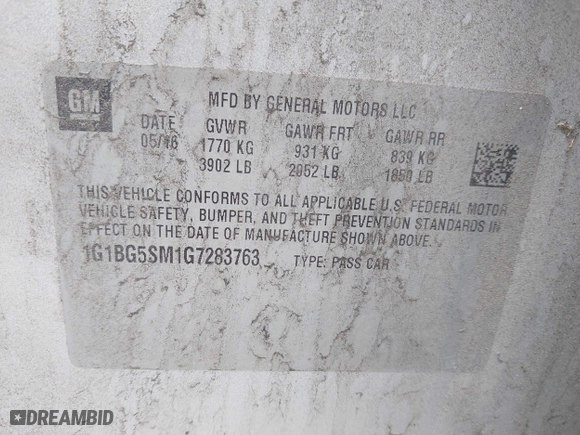 GM
MFD BY GENERAL MOTORS LLC
DATE GVWR GAWR FRT GAWR RR
05/16 1770 KG 931 KG 839 KG
3902 LB 2052 LB 1850 LB
THIS VEHICLE CONFORMS TO ALL APPLICABLE U.S. FEDERAL MOTOR
VEHICLE SAFETY, BUMPER, AND THEFT PREVENTION STANDARDS IN
EFFECT ON THE DATE OF MANUFACTURE SHOWN ABOVE.
1G1BG5SM1G7283763 TYPE: PASS CAR
DREAMBID